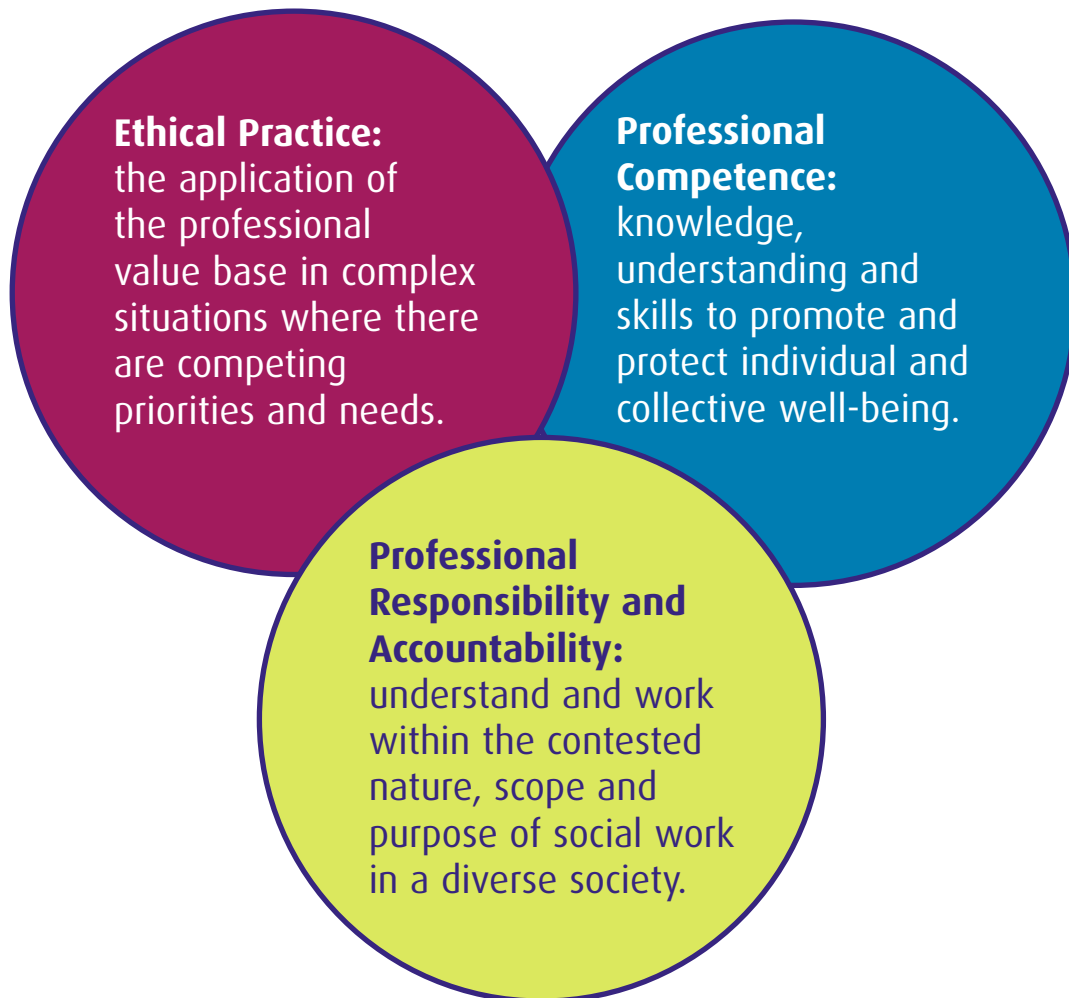 Ethical Practice:
the application of
the professional
value base in complex
situations where there
are competing
priorities and needs.
Professional
Competence:
knowledge,
understanding and
skills to promote and
protect individual and
collective well-being.
Professional
Responsibility and
Accountability:
understand and work
within the contested
nature, scope and
purpose of social work
in a diverse society.